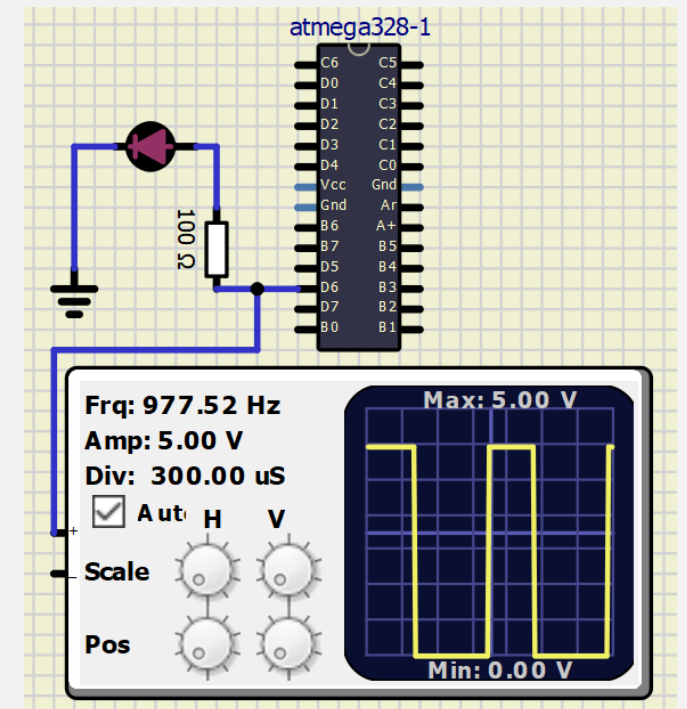 atmega328-1
C6 C5
D0 C4
D1 C3
D2 C2
D3 C1
D4 C0
Vcc Gnd
Gnd Ar
B6 A+
B7 B5
D5 B4
D6 B3
D7 B2
B0 B1
100 Ω
Frq: 977.52 Hz
Amp: 5.00 V
Div: 300.00 uS
Aut H V
+
_
Scale
Pos
Max: 5.00 V
Min: 0.00 V